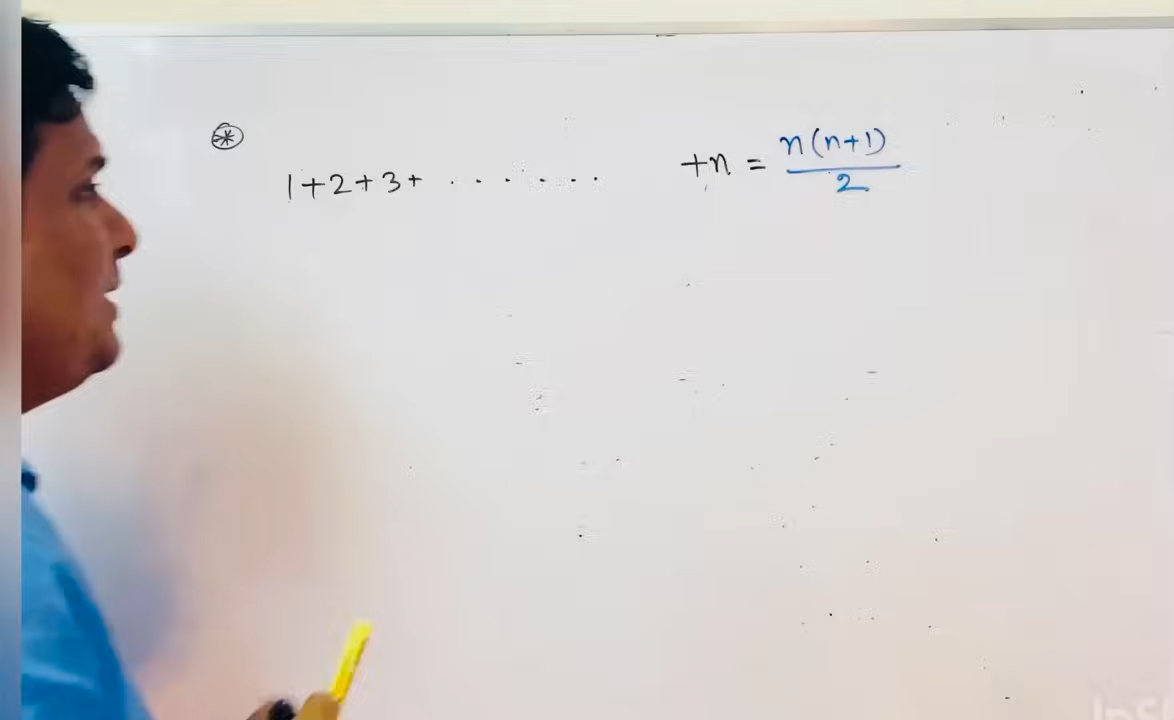 ⊛
1+2+3+ ....... +n = n(n+1)/2